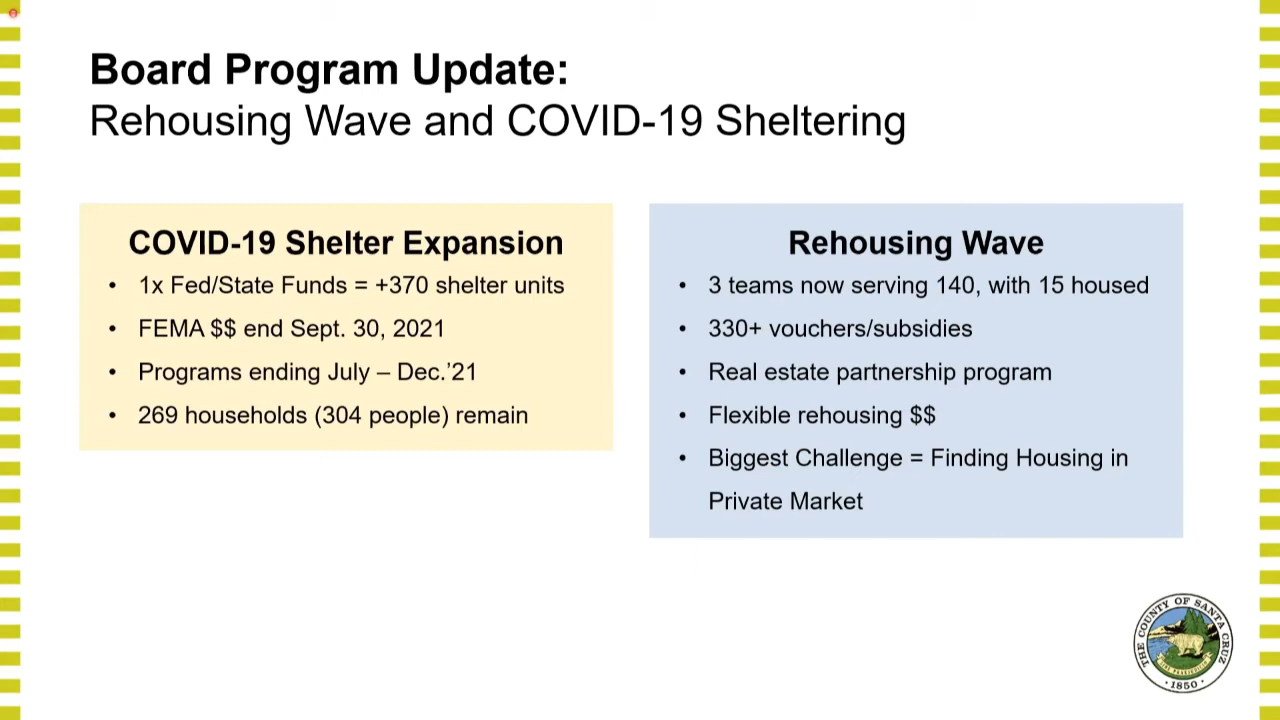 Board Program Update:
Rehousing Wave and COVID-19 Sheltering
COVID-19 Shelter Expansion
• 1x Fed/State Funds = +370 shelter units
• FEMA $$ end Sept. 30, 2021
• Programs ending July – Dec.’21
• 269 households (304 people) remain
Rehousing Wave
• 3 teams now serving 140, with 15 housed
• 330+ vouchers/subsidies
• Real estate partnership program
• Flexible rehousing $$
• Biggest Challenge = Finding Housing in
Private Market
THE COUNTY OF SANTA CRUZ
· 1850 ·